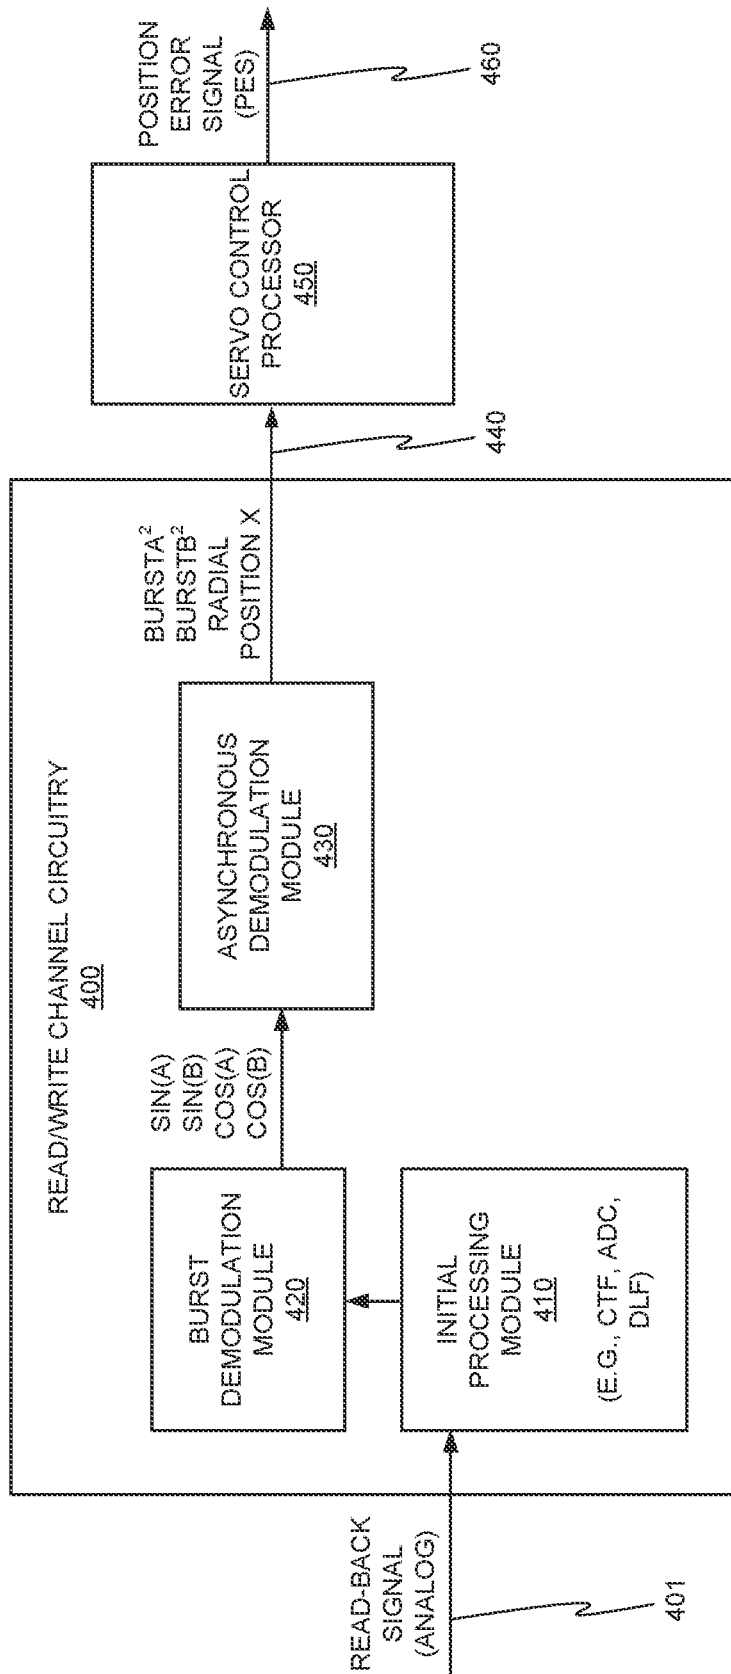 READ/WRITE CHANNEL CIRCUITRY
400
READ-BACK
SIGNAL
(ANALOG)
401
INITIAL
PROCESSING
MODULE
410
(E.G., CTF, ADC,
DLF)
BURST
DEMODULATION
MODULE
420
SIN(A)
SIN(B)
COS(A)
COS(B)
ASYNCHRONOUS
DEMODULATION
MODULE
430
BURSTA²
BURSTB²
RADIAL
POSITION X
440
SERVO CONTROL
PROCESSOR
450
POSITION
ERROR
SIGNAL
(PES)
460